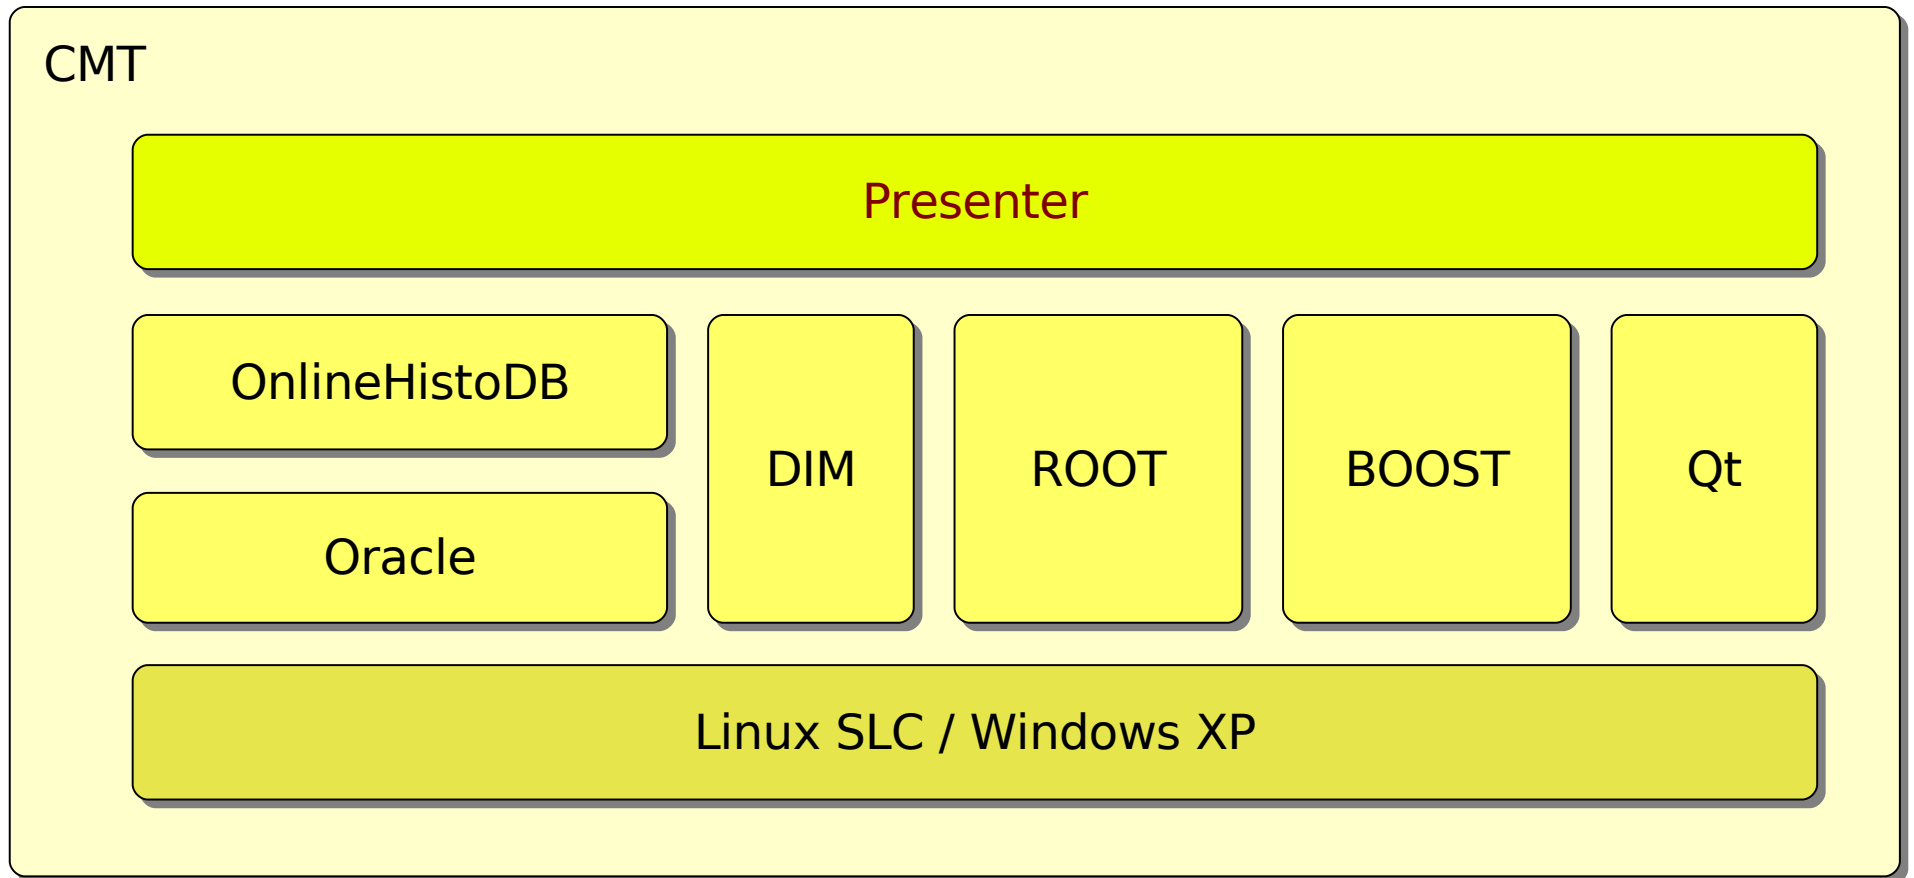 CMT
Presenter
OnlineHistoDB
Oracle
DIM
ROOT
BOOST
Qt
Linux SLC / Windows XP